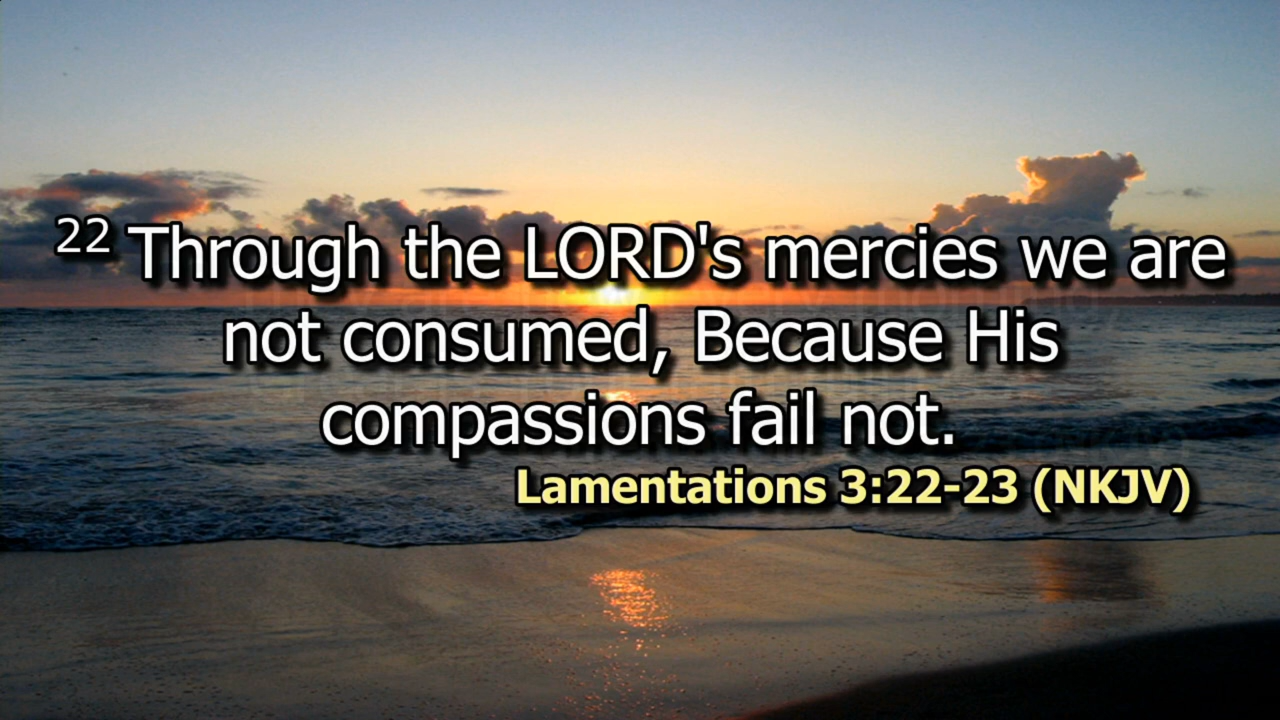 22 Through the LORD's mercies we are
not consumed, Because His
compassions fail not.
Lamentations 3:22-23 (NKJV)